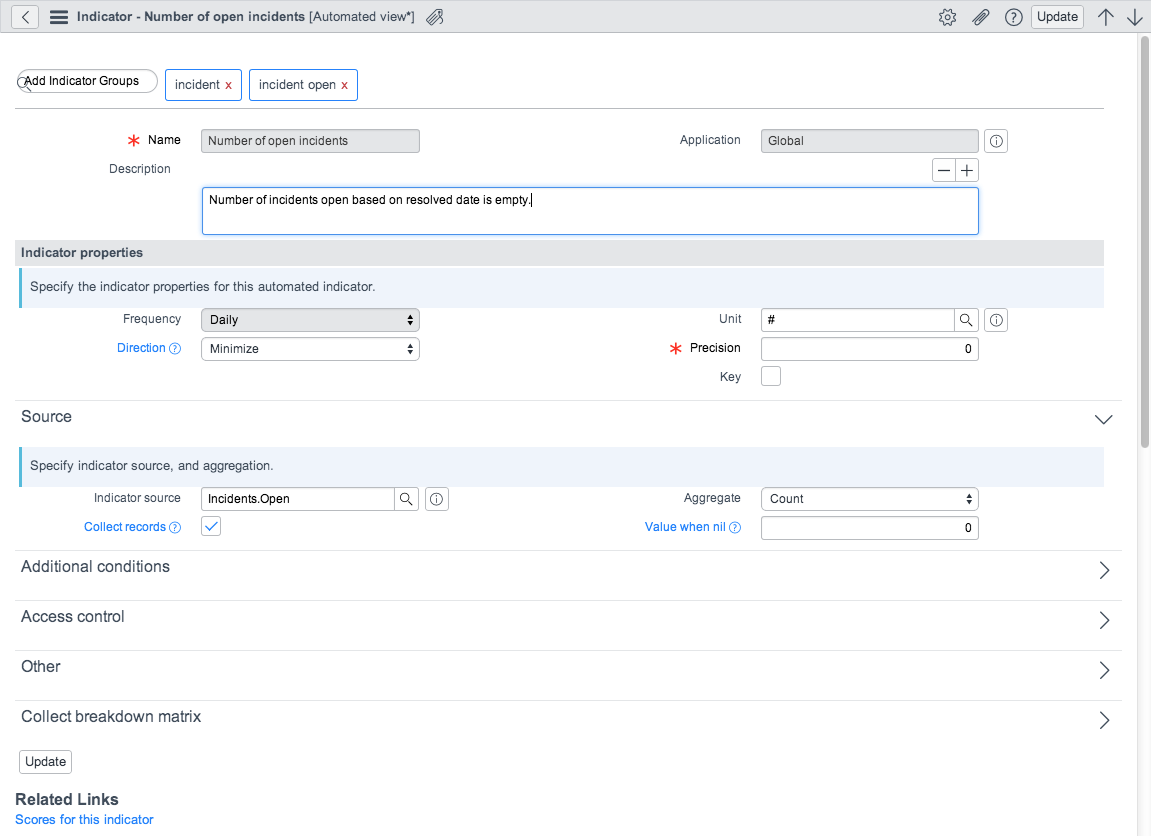 Indicator - Number of open incidents [Automated view*] Update
Add Indicator Groups incident x incident open x
* Name Number of open incidents Application Global
Description
Number of incidents open based on resolved date is empty.
Indicator properties
Specify the indicator properties for this automated indicator.
Frequency Daily Unit #
Direction ? Minimize * Precision 0
Key
Source
Specify indicator source, and aggregation.
Indicator source Incidents.Open Aggregate Count
Collect records ? Value when nil ? 0
Additional conditions
Access control
Other
Collect breakdown matrix
Update
Related Links
Scores for this indicator